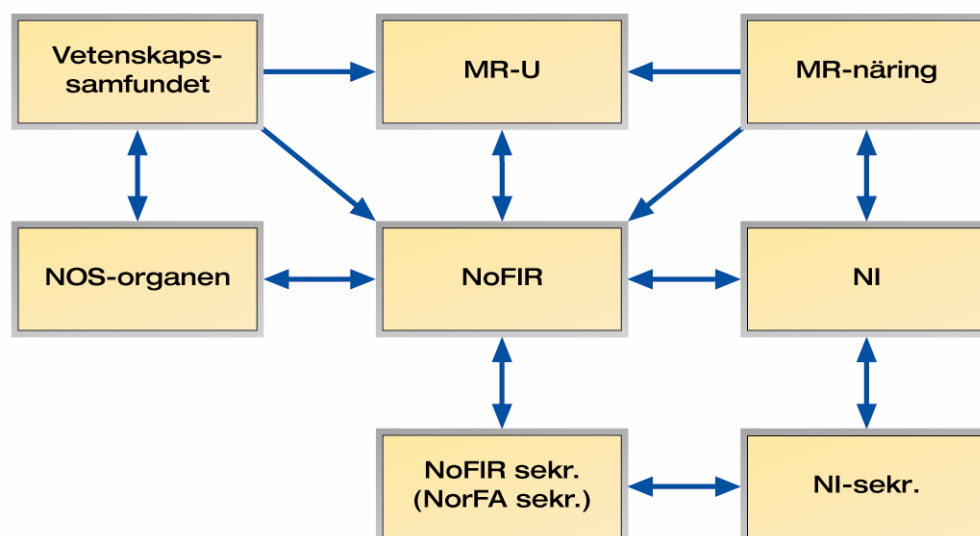 Vetenskaps-
samfundet
MR-U
MR-näring
NOS-organen
NoFIR
NI
NoFIR sekr.
(NorFA sekr.)
NI-sekr.